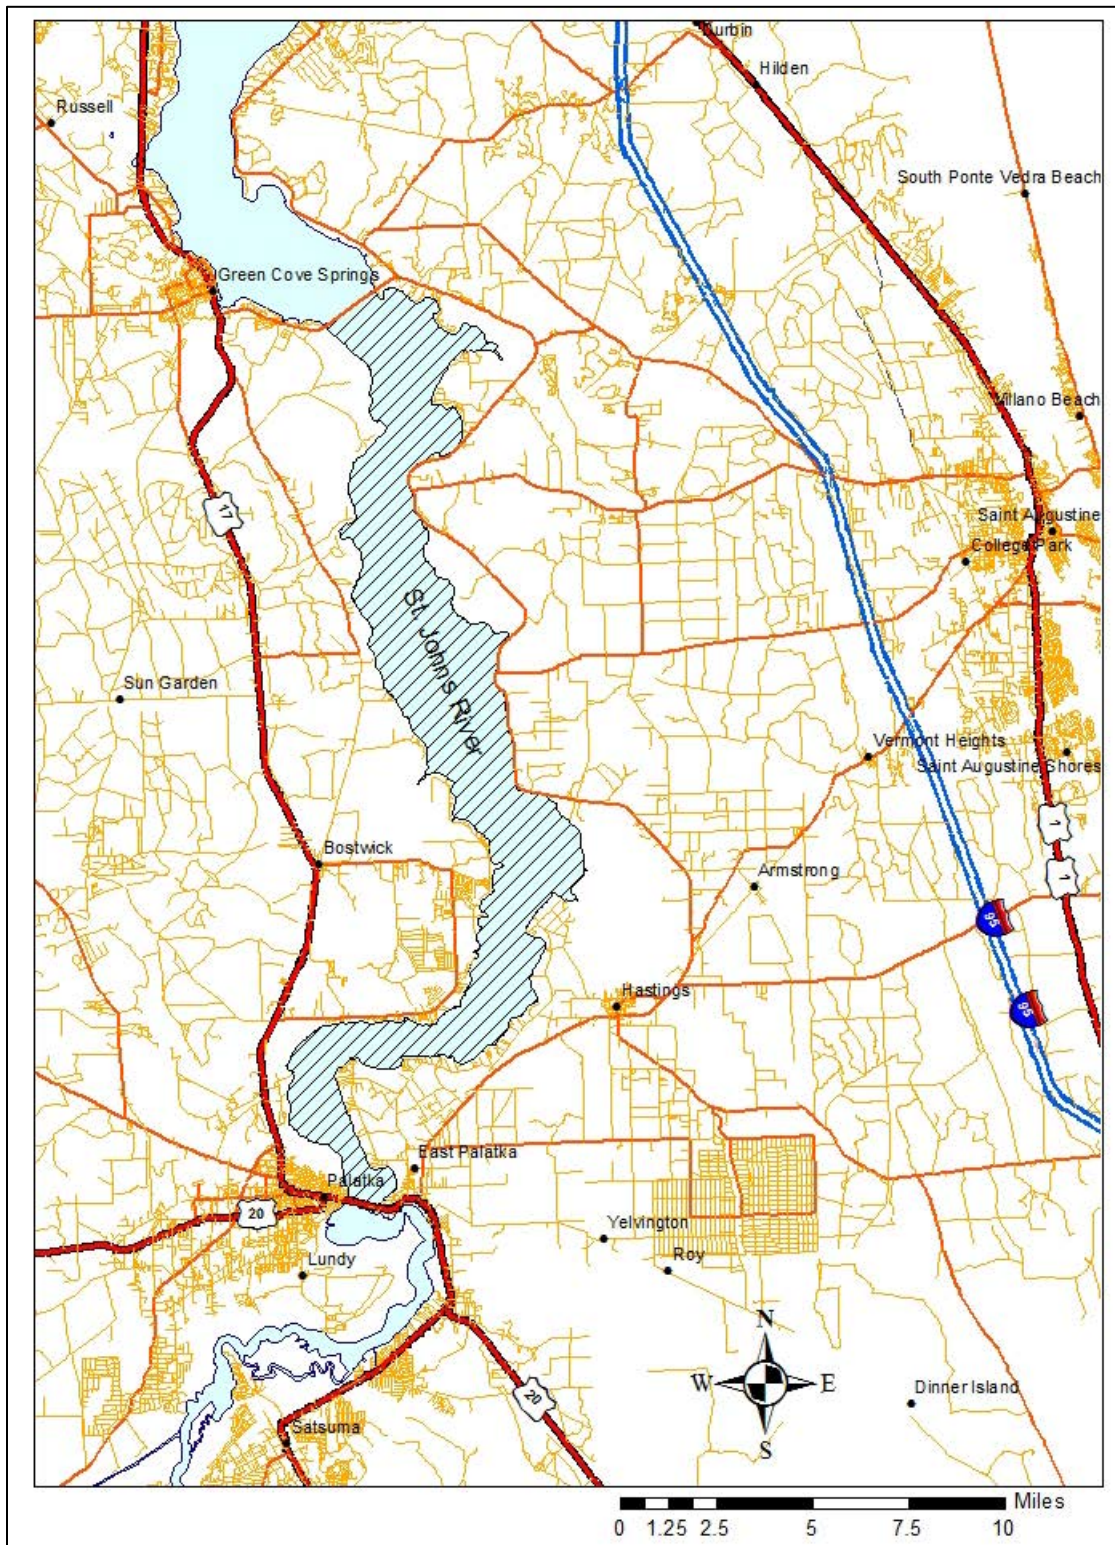 Durbin
Hilden
Russell
South Ponte Vedra Beach
Green Cove Springs
Villano Beach
17
Saint Augustine
College Park
St. Johns River
Sun Garden
Vermont Heights
Saint Augustine Shores
1
Bostwick
1
Armstrong
95
Hastings
95
East Palatka
Palatka
20
Yelvington
Roy
Lundy
N
W
E
S
Dinner Island
20
Satsuma
Miles
0 1.25 2.5 5 7.5 10